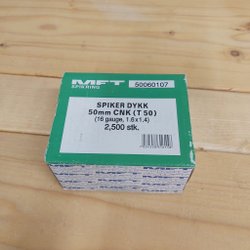 MFT
SPIKRING
50060107
SPIKER DYKK
50mm CNK (T 50)
(16 gauge, 1.6x1.4)
2,500 stk.